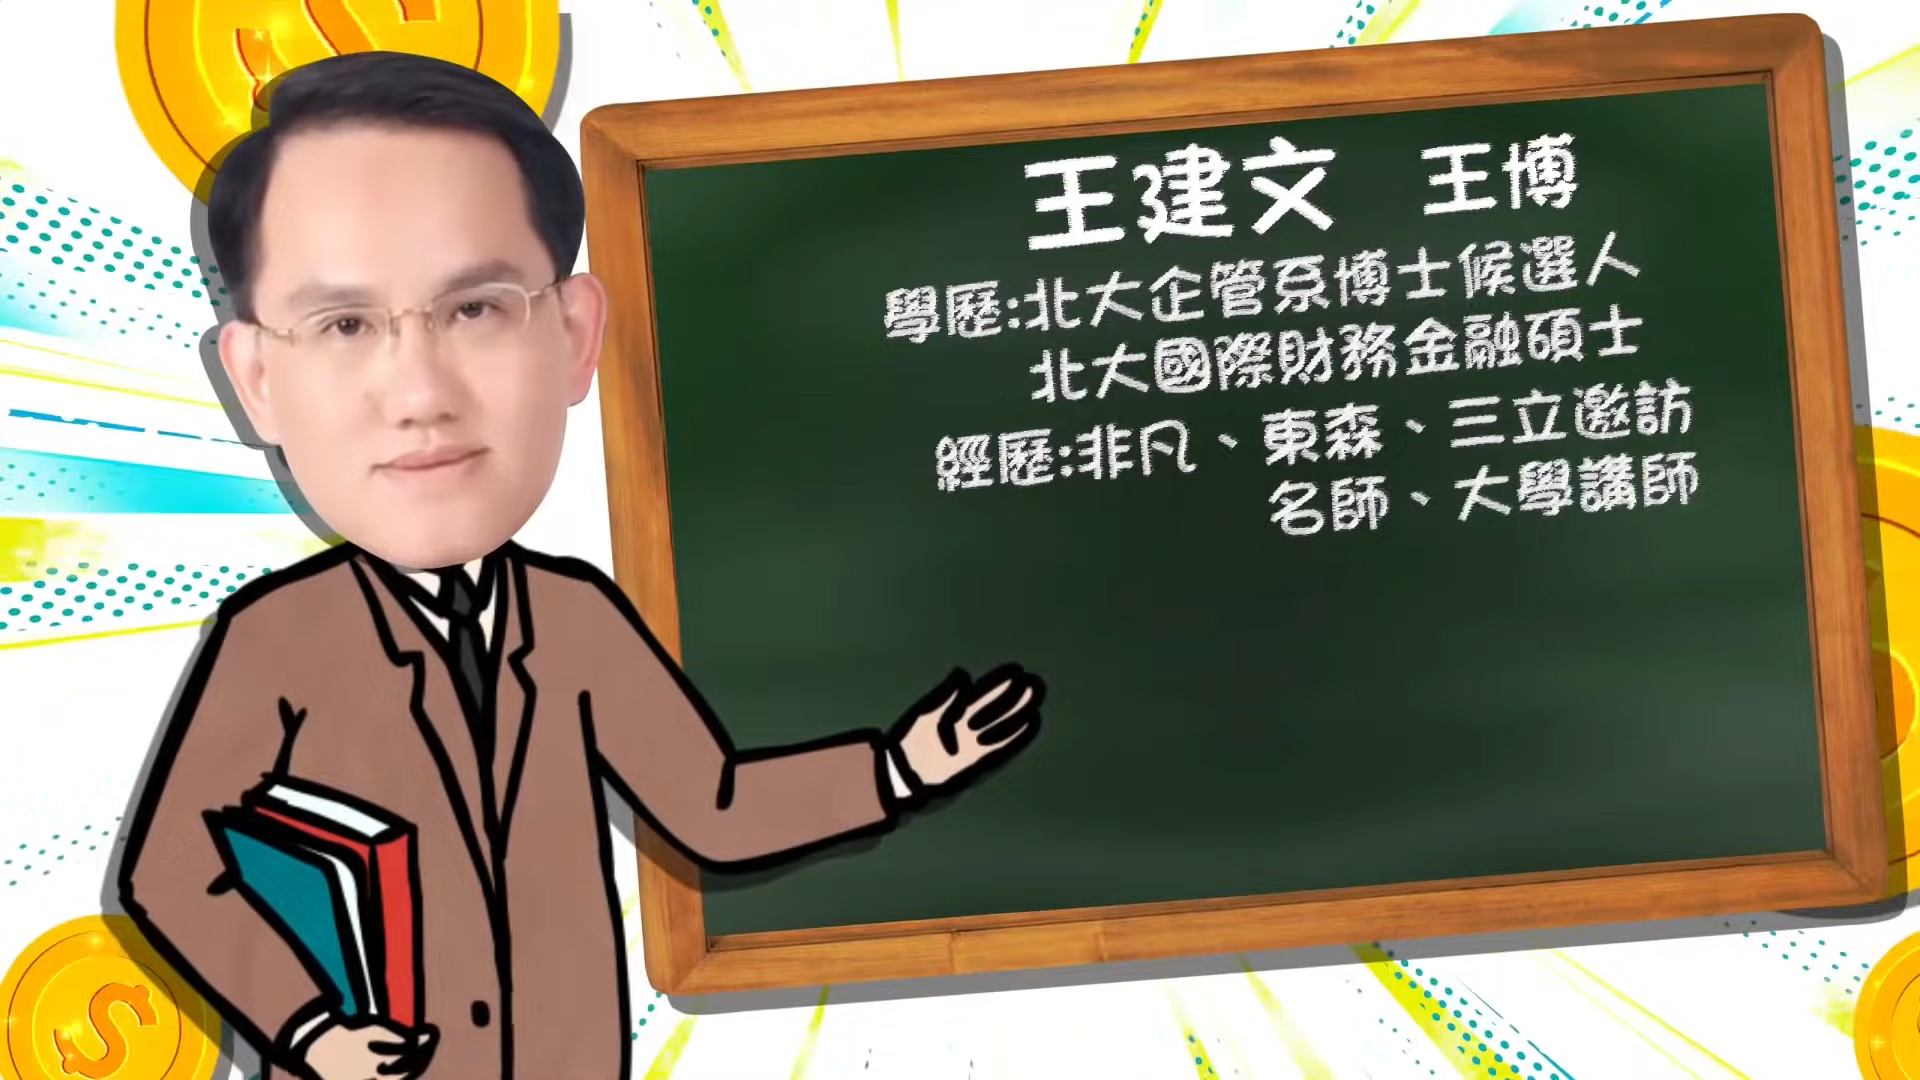 王建文 王博
學歷:北大企管系博士候選人
北大國際財務金融碩士
經歷:非凡、東森、三立邀訪
名師、大學講師